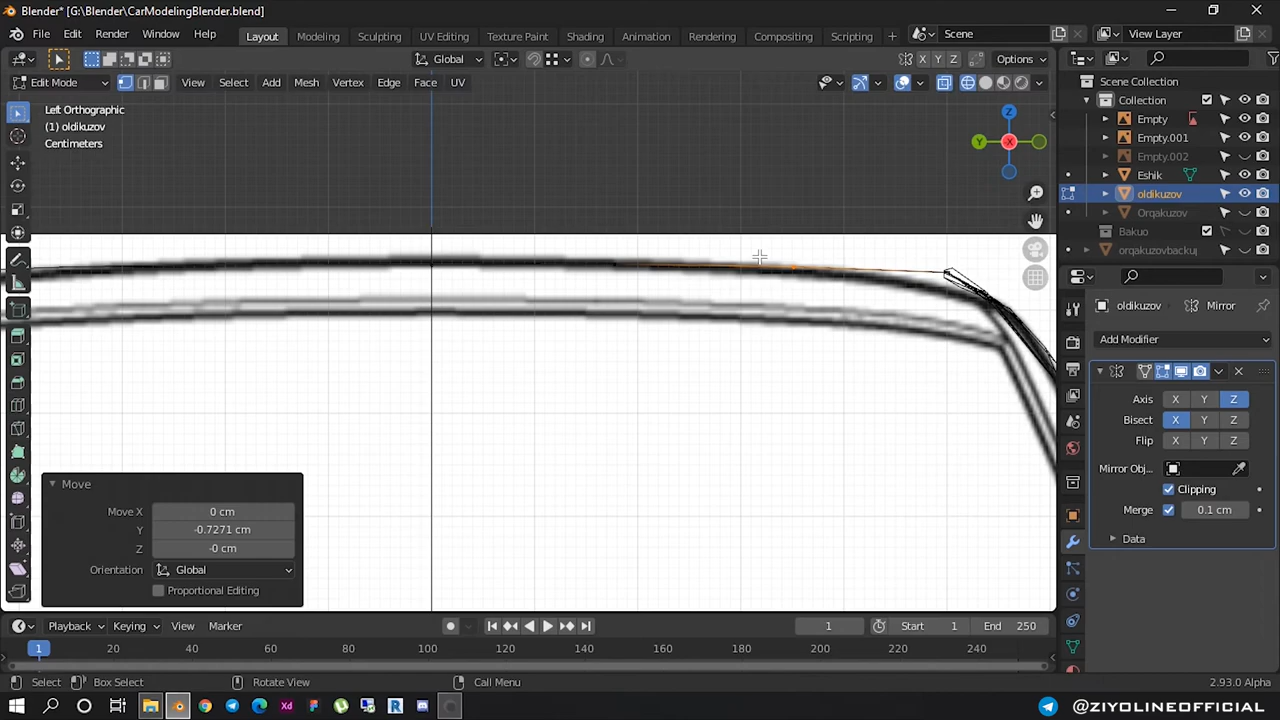 Blender* [G:\Blender\CarModelingBlender.blend]
File Edit Render Window Help Layout Modeling Sculpting UV Editing Texture Paint Shading Animation Rendering Compositing Scripting + Scene View Layer
Global X Y Z Options
Edit Mode View Select Add Mesh Vertex Edge Face UV
Scene Collection
Collection
Empty
Empty.001
Empty.002
Eshik
oldikuzov
Orqakuzov
Bakuo
orqakuzovbackuj
Left Orthographic
(1) oldikuzov
Centimeters
Z
Y X
oldikuzov Mirror
Add Modifier
Axis X Y Z
Bisect X Y Z
Flip X Y Z
Mirror Obj...
Clipping
Merge 0.1 cm
Data
Move
Move X 0 cm
Y -0.7271 cm
Z -0 cm
Orientation Global
Proportional Editing
Playback Keying View Marker 1 Start 1 End 250
1 20 40 60 80 100 120 140 160 180 200 220 240
Select Box Select Rotate View Call Menu 2.93.0 Alpha
Xd R @ZIYOLINEOFFICIAL